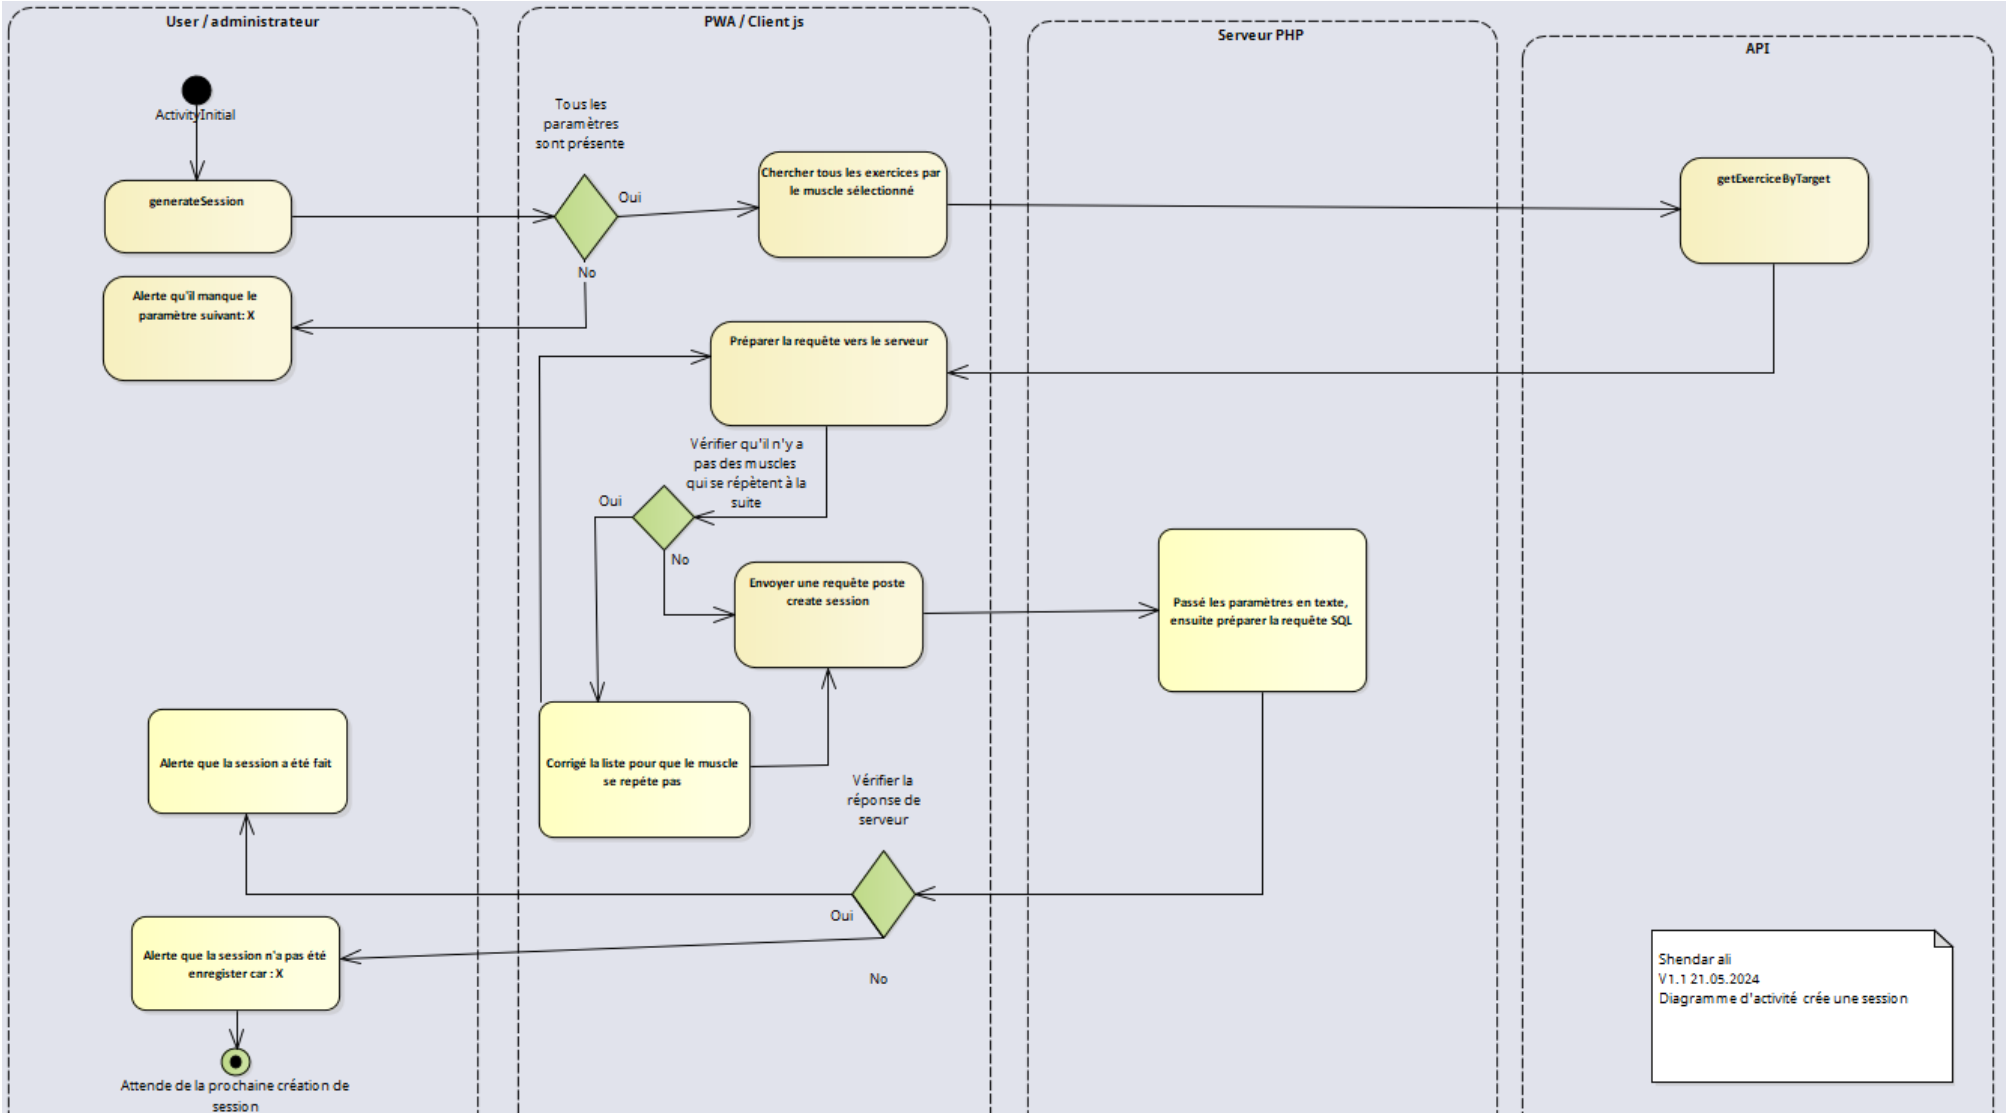 User / administrateur
PWA / Client js
Serveur PHP
API
ActivityInitial
generateSession
Tous les
paramètres
sont présente
Oui
No
Chercher tous les exercices par
le muscle sélectionné
getExerciceByTarget
Alerte qu'il manque le
paramètre suivant: X
Préparer la requête vers le serveur
Vérifier qu'il n'y a
pas des muscles
qui se répètent à la
suite
Oui
No
Envoyer une requête poste
create session
Passé les paramètres en texte,
ensuite préparer la requête SQL
Corrigé la liste pour que le muscle
se repéte pas
Alerte que la session a été fait
Vérifier la
réponse de
serveur
Oui
No
Alerte que la session n'a pas été
enregister car : X
Attende de la prochaine création de
session
Shendar ali
V1.1 21.05.2024
Diagramme d'activité crée une session